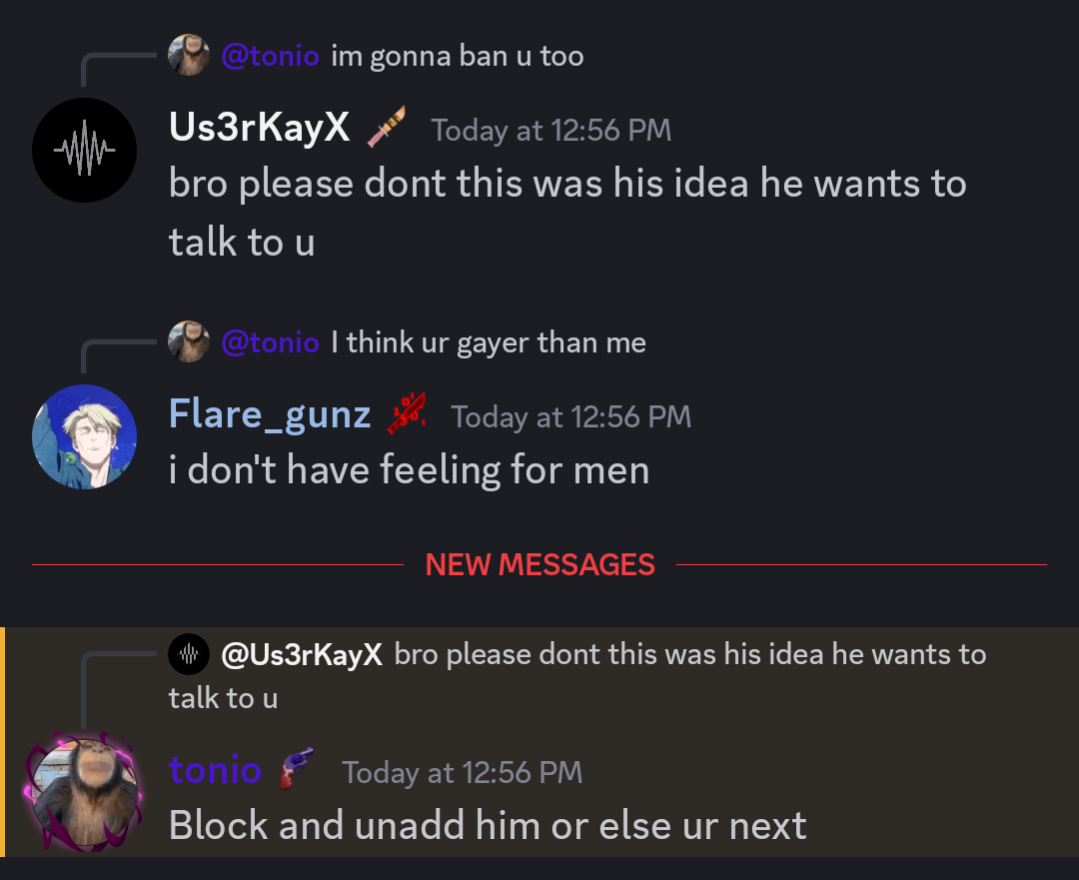 @tonio im gonna ban u too
Us3rKayX Today at 12:56 PM
bro please dont this was his idea he wants to
talk to u
@tonio I think ur gayer than me
Flare_gunz Today at 12:56 PM
i don't have feeling for men
NEW MESSAGES
@Us3rKayX bro please dont this was his idea he wants to
talk to u
tonio Today at 12:56 PM
Block and unadd him or else ur next